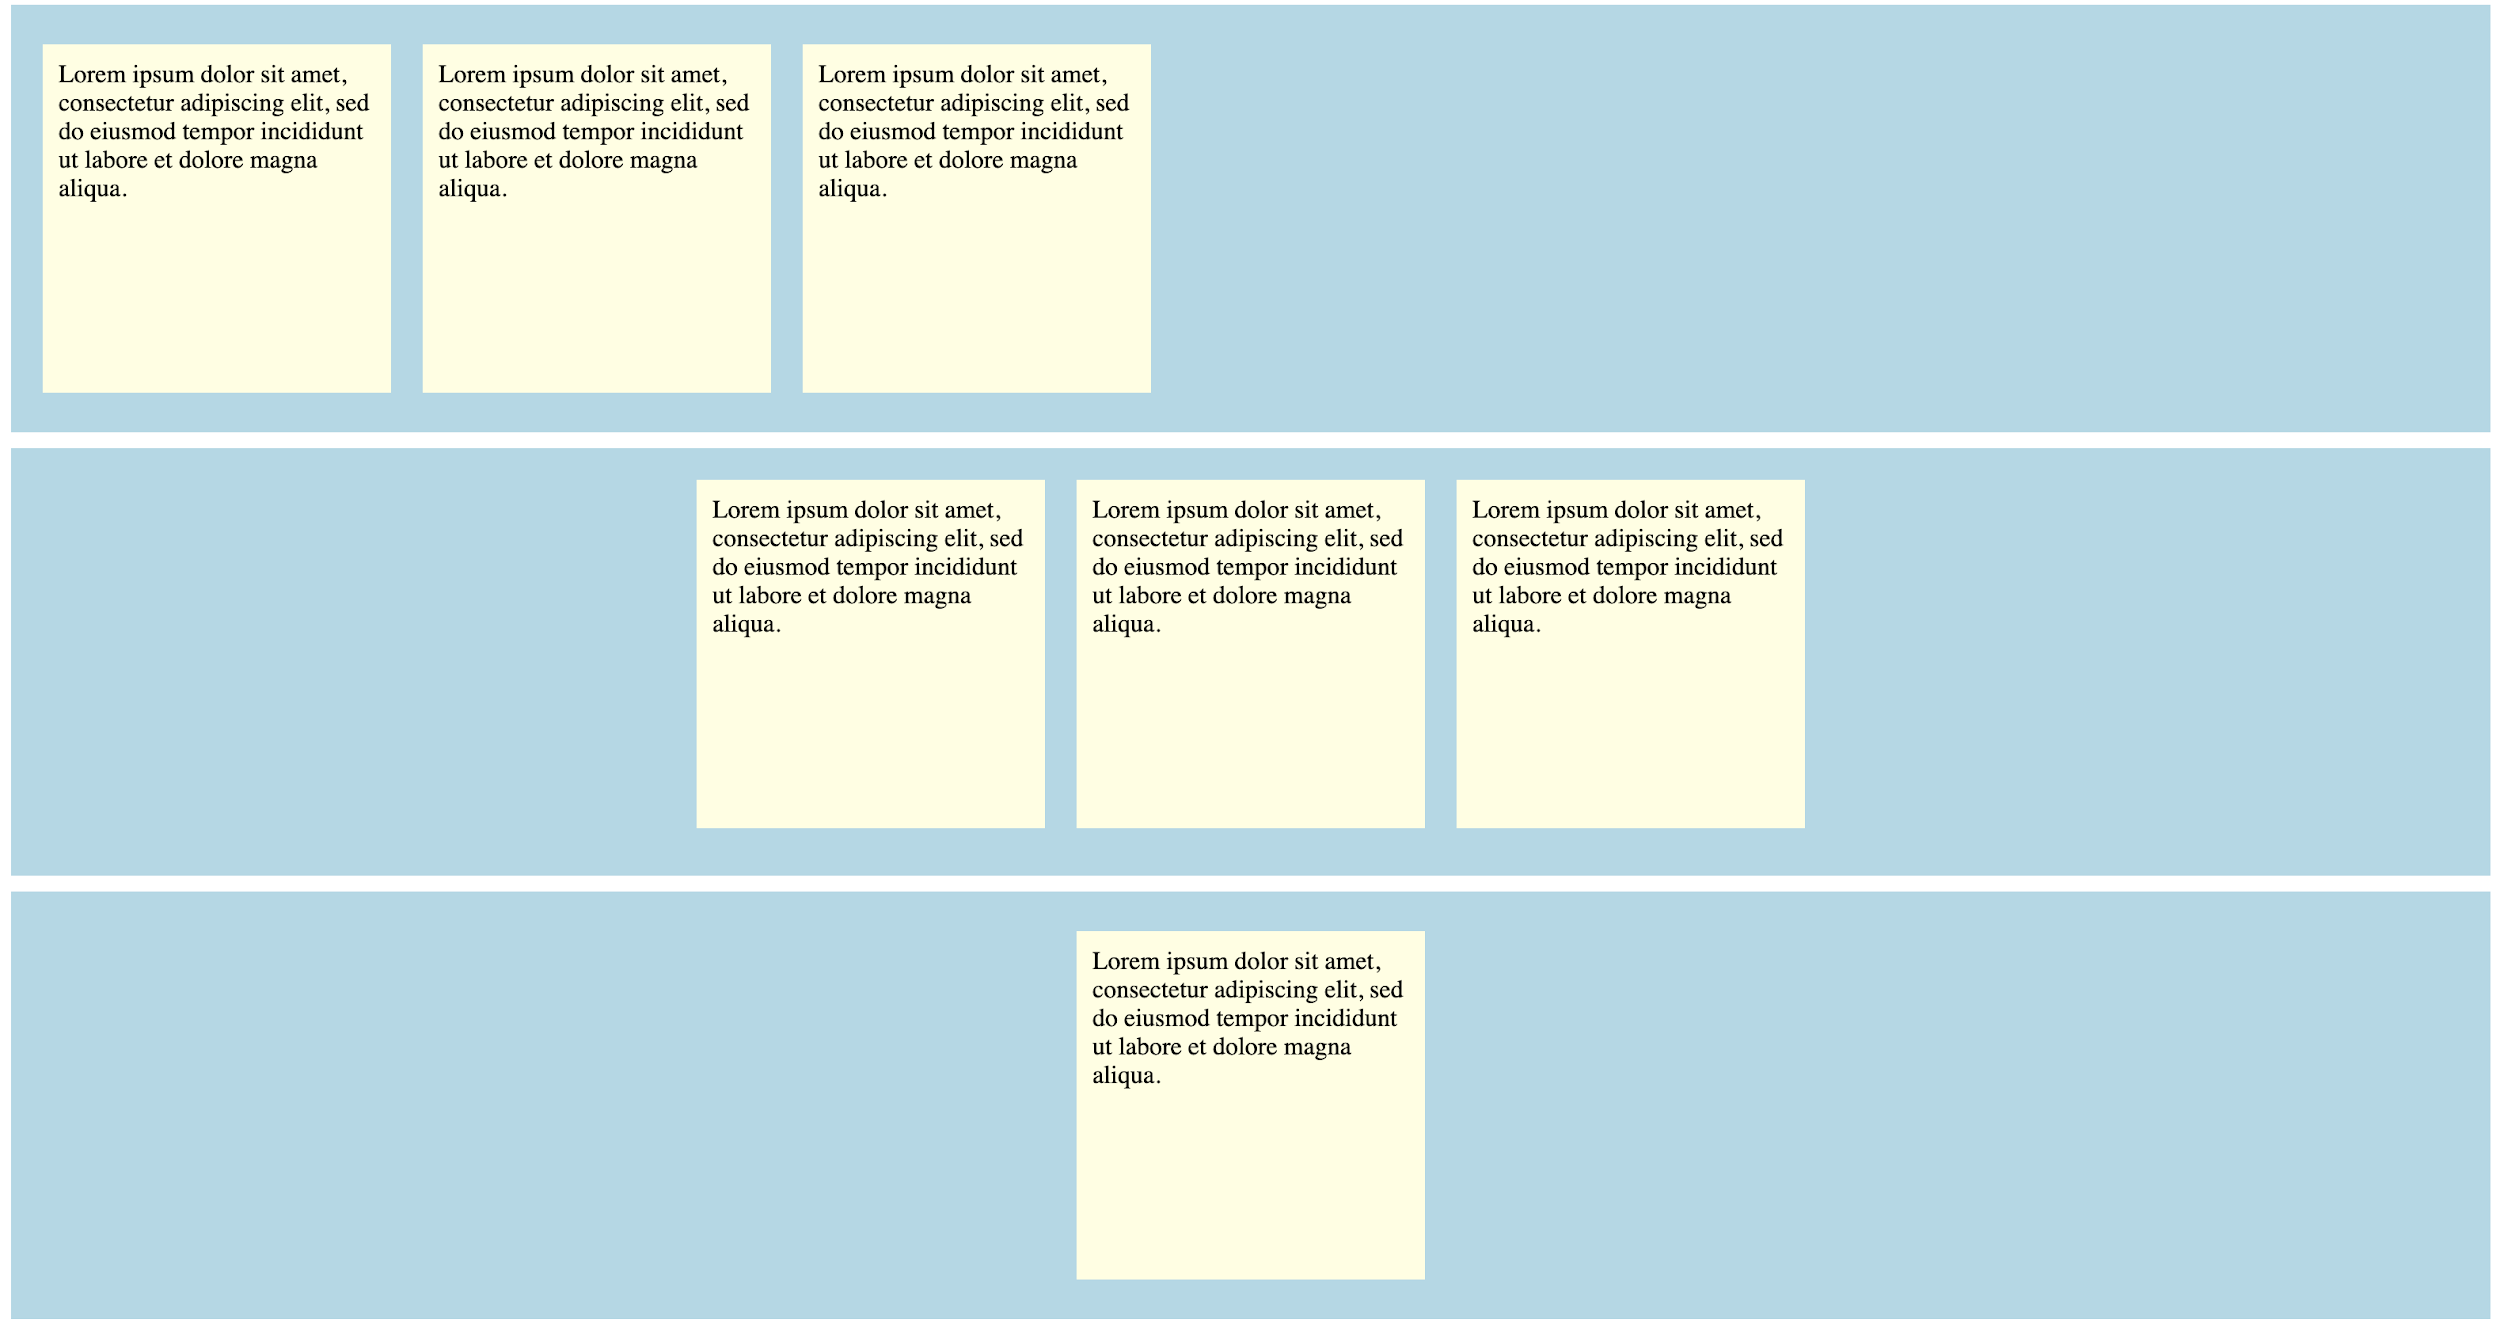 Lorem ipsum dolor sit amet,
consectetur adipiscing elit, sed
do eiusmod tempor incididunt
ut labore et dolore magna
aliqua.
Lorem ipsum dolor sit amet,
consectetur adipiscing elit, sed
do eiusmod tempor incididunt
ut labore et dolore magna
aliqua.
Lorem ipsum dolor sit amet,
consectetur adipiscing elit, sed
do eiusmod tempor incididunt
ut labore et dolore magna
aliqua.
Lorem ipsum dolor sit amet,
consectetur adipiscing elit, sed
do eiusmod tempor incididunt
ut labore et dolore magna
aliqua.
Lorem ipsum dolor sit amet,
consectetur adipiscing elit, sed
do eiusmod tempor incididunt
ut labore et dolore magna
aliqua.
Lorem ipsum dolor sit amet,
consectetur adipiscing elit, sed
do eiusmod tempor incididunt
ut labore et dolore magna
aliqua.
Lorem ipsum dolor sit amet,
consectetur adipiscing elit, sed
do eiusmod tempor incididunt
ut labore et dolore magna
aliqua.